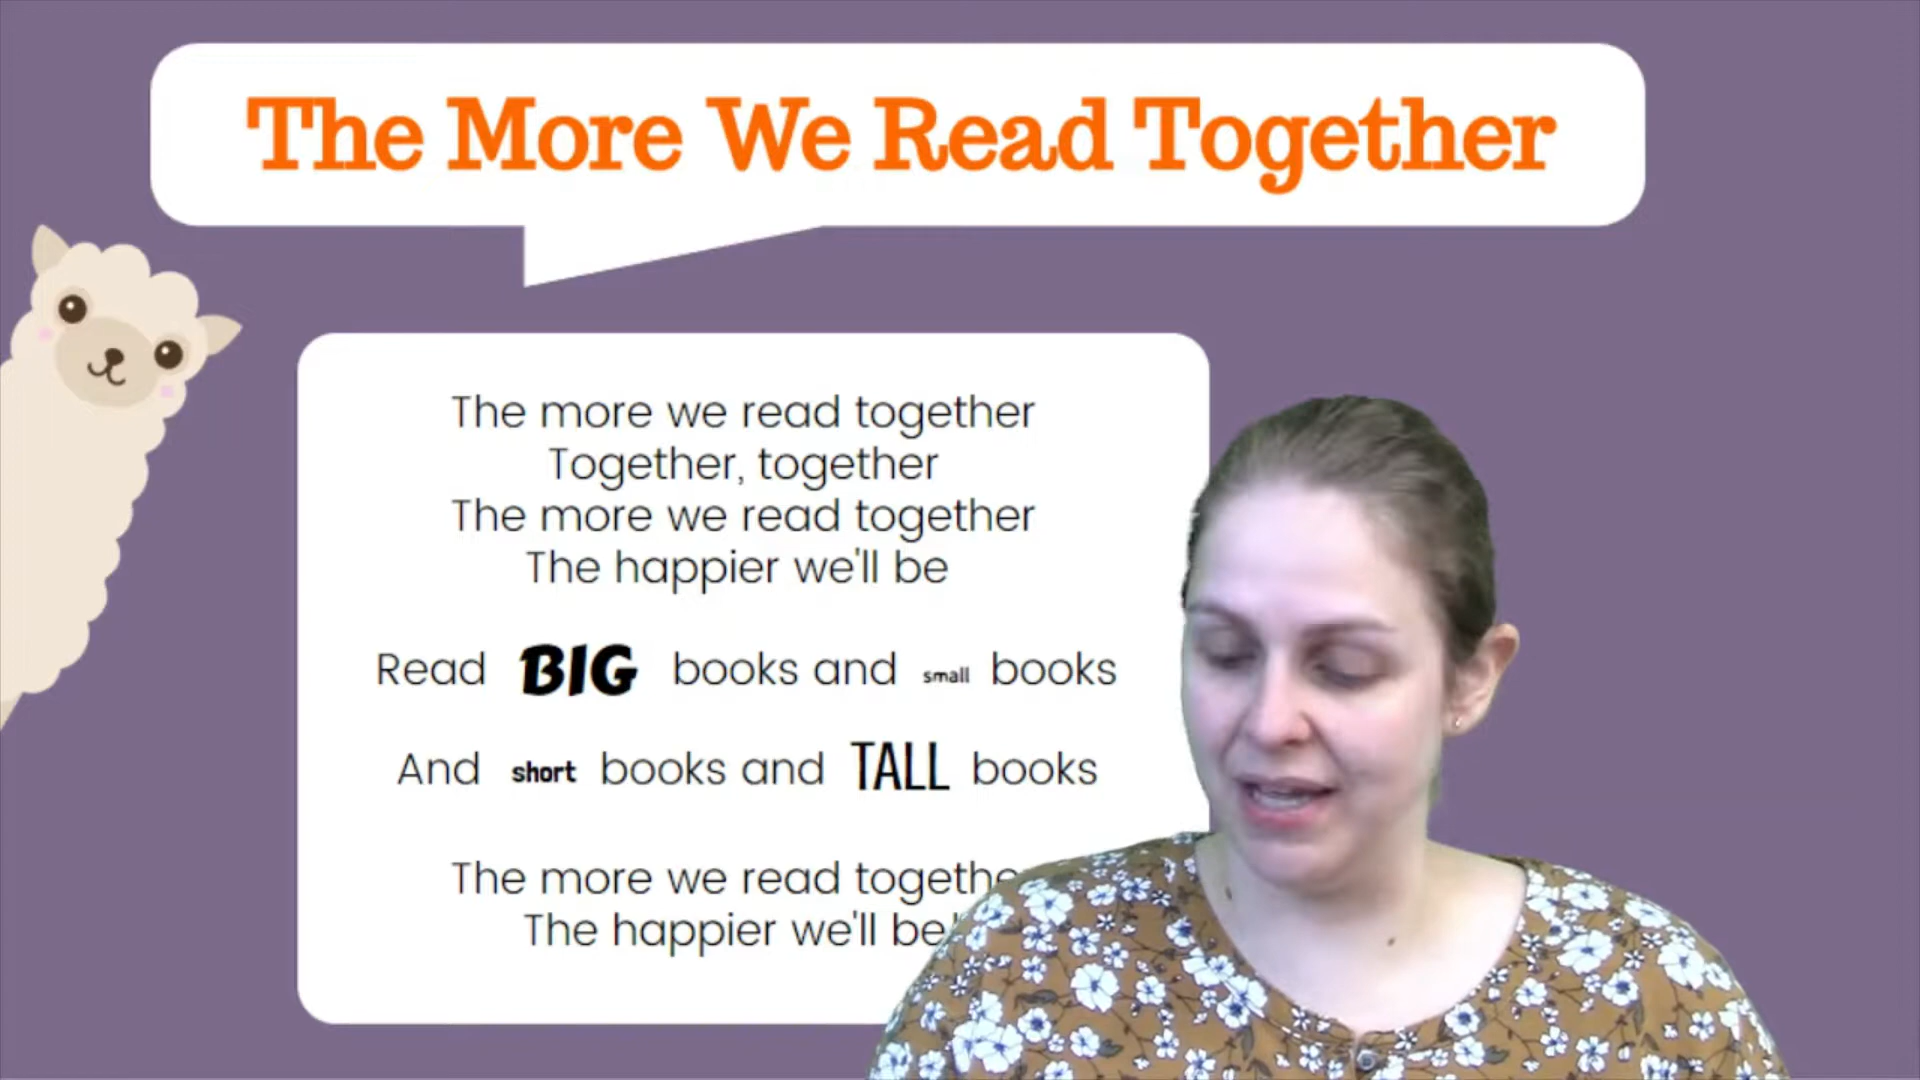 The More We Read Together
The more we read together
Together, together
The more we read together
The happier we'll be
Read BIG books and small books
And short books and TALL books
The more we read
The happier we'll be